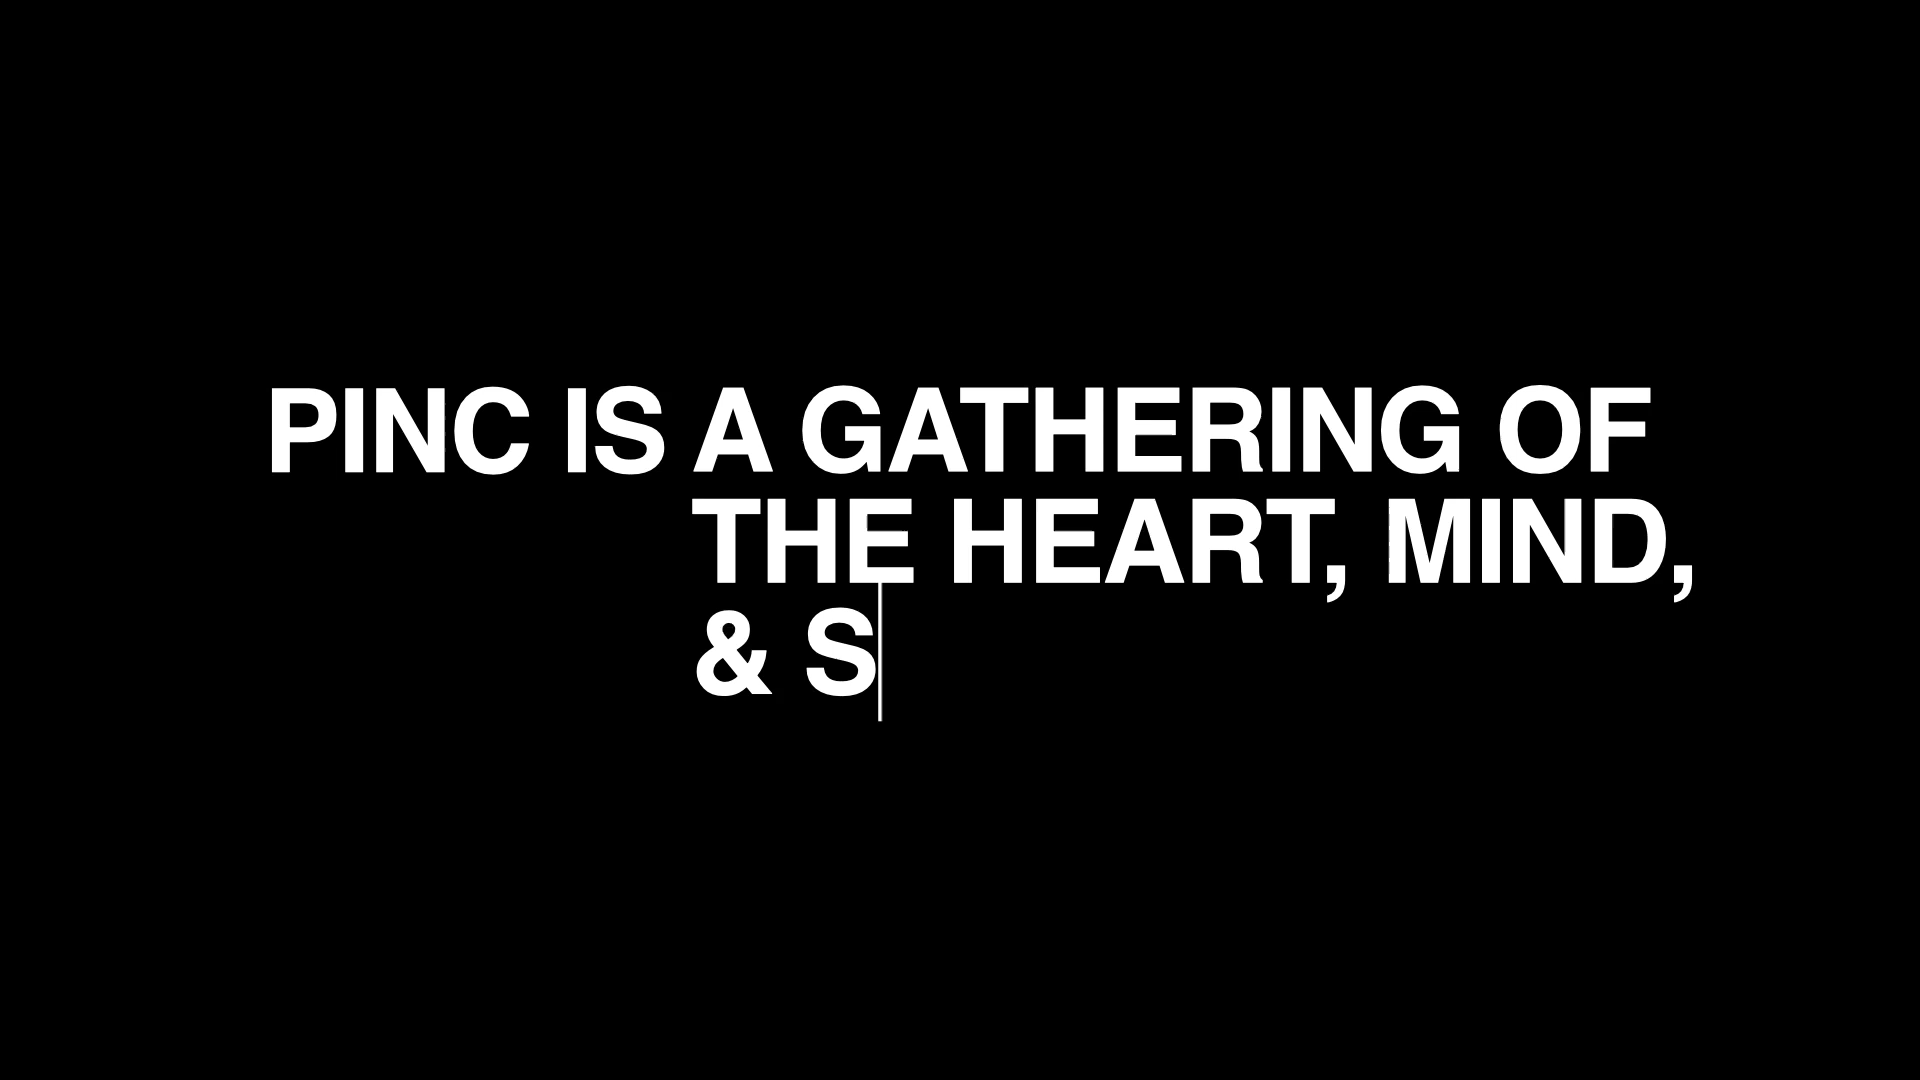 PINC IS A GATHERING OF
THE HEART, MIND,
& S